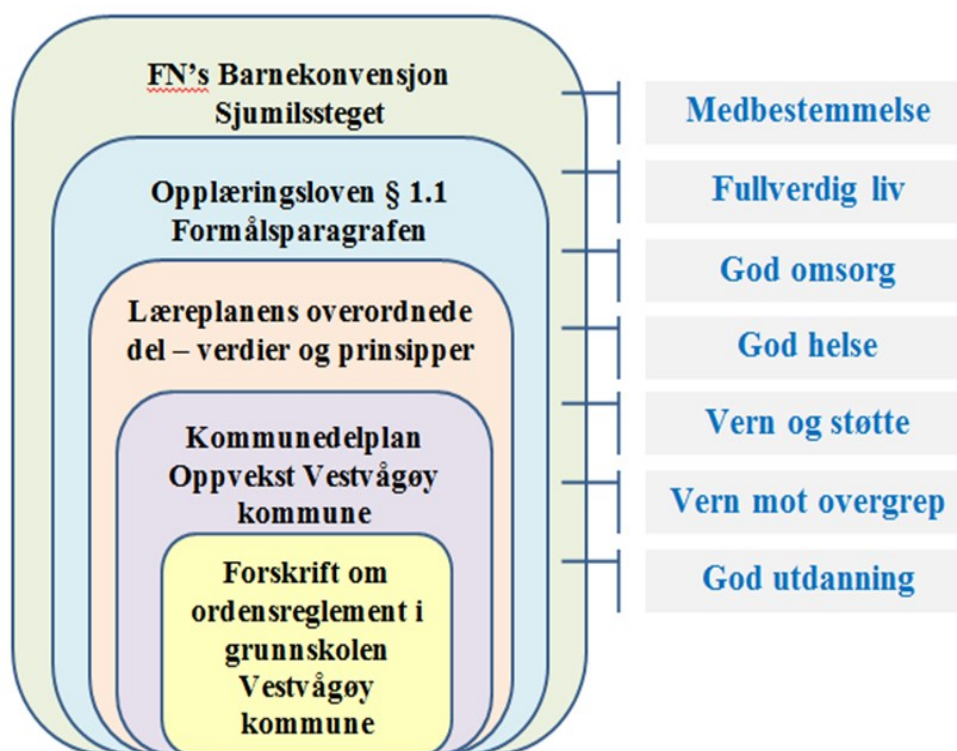 FN's Barnekonvensjon
Sjumilssteget
Opplæringsloven § 1.1
Formålsparagrafen
Læreplanens overordnede
del – verdier og prinsipper
Kommunedelplan
Oppvekst Vestvågøy
kommune
Forskrift om
ordensreglement i
grunnskolen
Vestvågøy
kommune
Medbestemmelse
Fullverdig liv
God omsorg
God helse
Vern og støtte
Vern mot overgrep
God utdanning